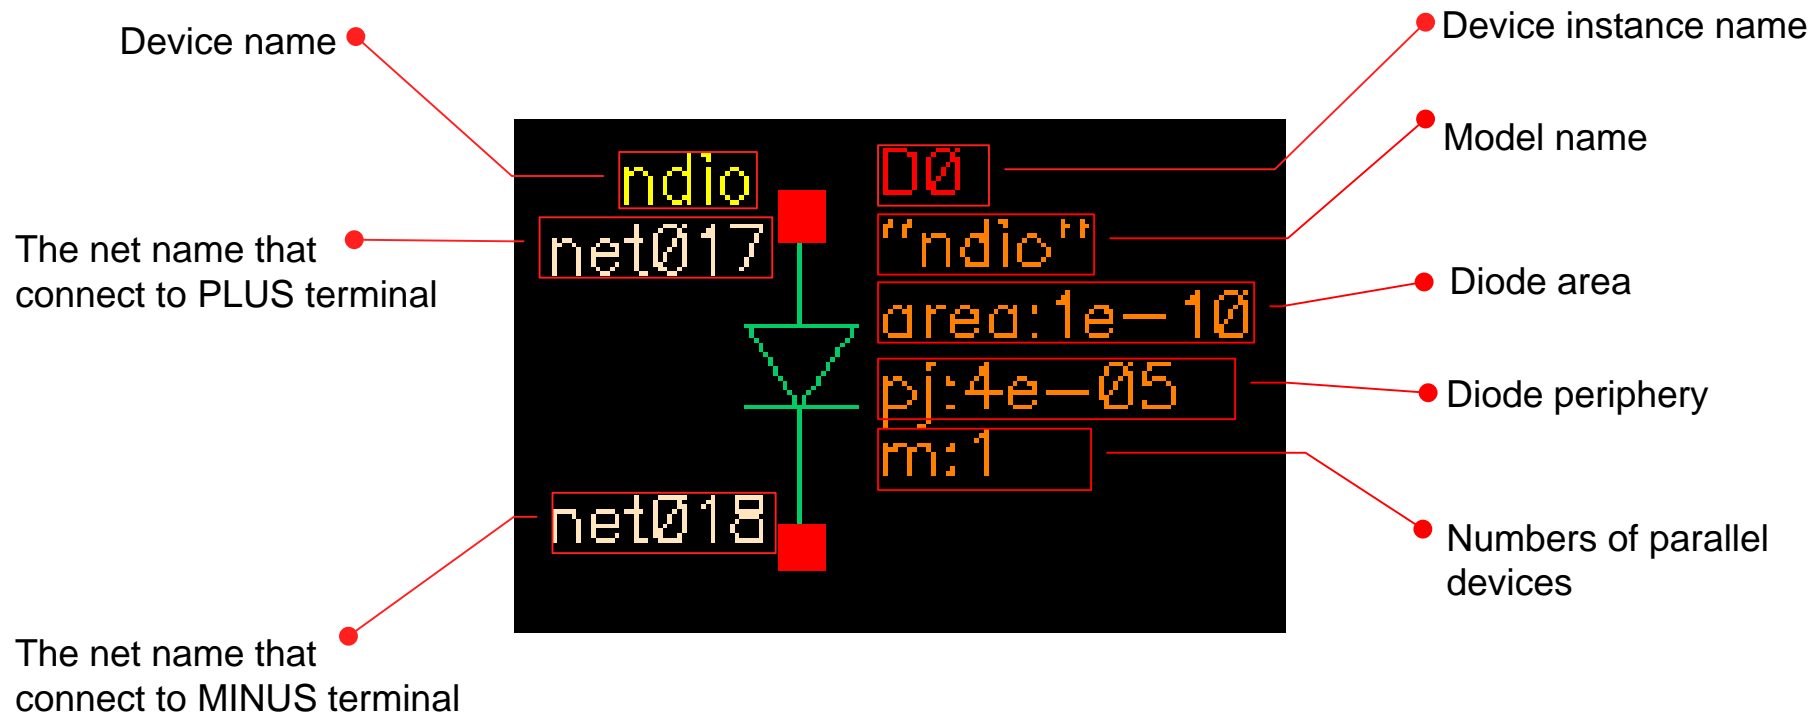 Device name
Device instance name
Model name
ndio
D0
The net name that
connect to PLUS terminal
net017
"ndio"
Diode area
area:1e-10
pj:4e-05
Diode periphery
m:1
net018
Numbers of parallel
devices
The net name that
connect to MINUS terminal